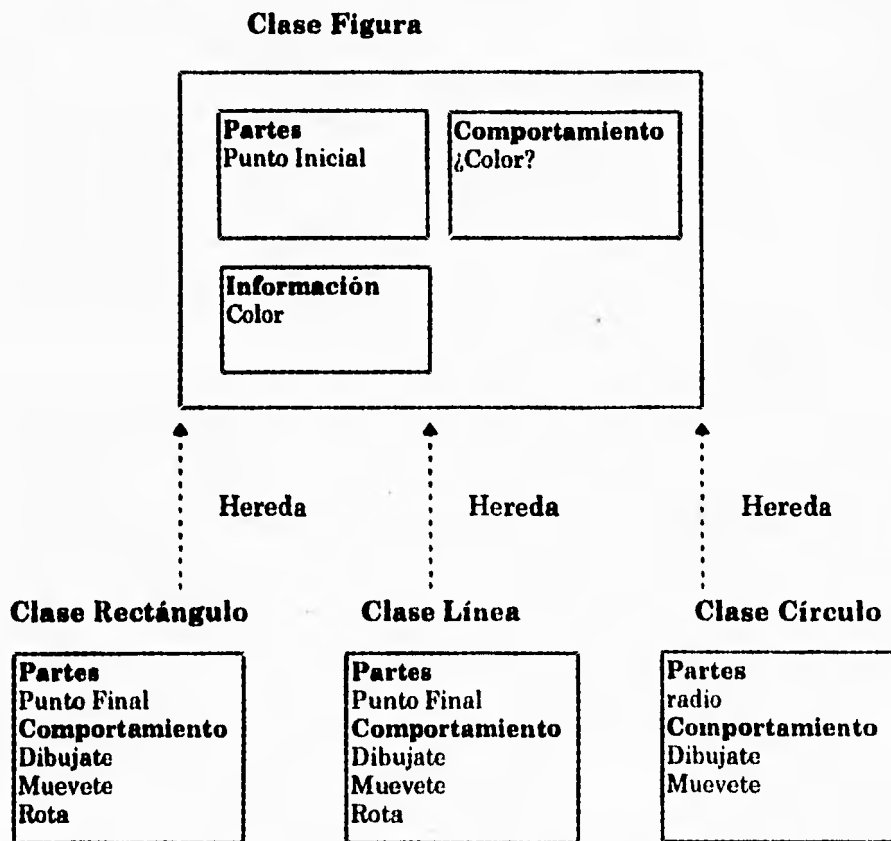 Clase Figura
Partes
Punto Inicial
Comportamiento
¿Color?
Información
Color
Hereda
Hereda
Hereda
Clase Rectángulo
Partes
Punto Final
Comportamiento
Dibujate
Muevete
Rota
Clase Línea
Partes
Punto Final
Comportamiento
Dibujate
Muevete
Rota
Clase Círculo
Partes
radio
Comportamiento
Dibujate
Muevete